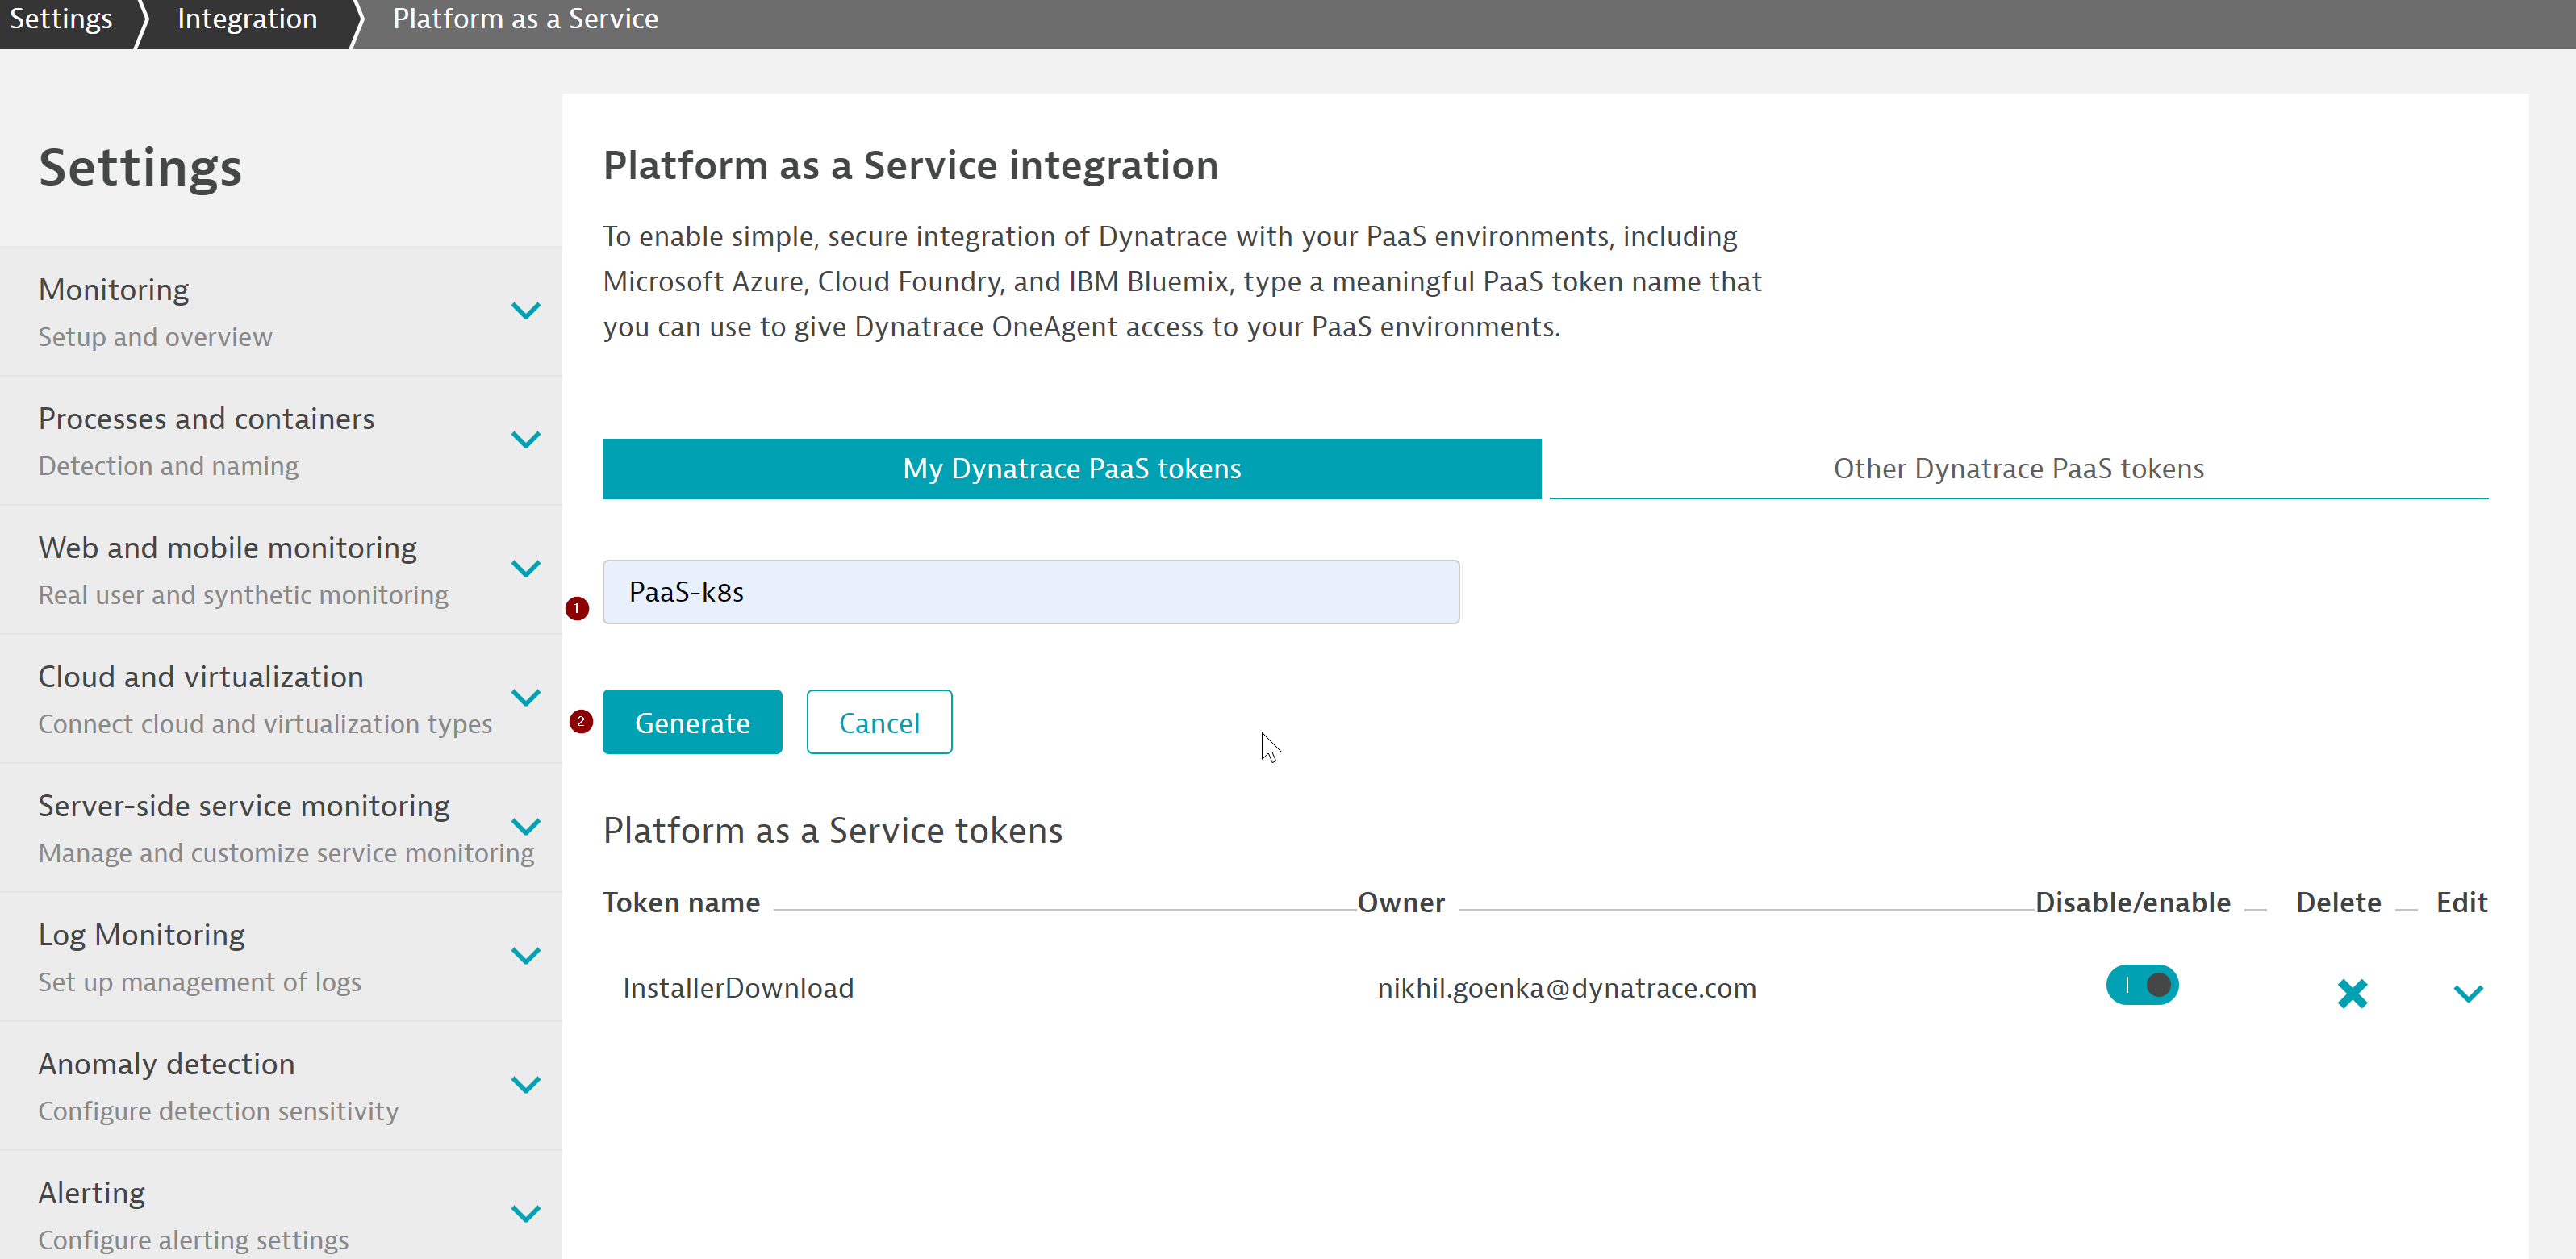 Settings
Integration
Platform as a Service
Settings
Monitoring
Setup and overview
Processes and containers
Detection and naming
Web and mobile monitoring
Real user and synthetic monitoring
Cloud and virtualization
Connect cloud and virtualization types
Server-side service monitoring
Manage and customize service monitoring
Log Monitoring
Set up management of logs
Anomaly detection
Configure detection sensitivity
Alerting
Configure alerting settings
Platform as a Service integration
To enable simple, secure integration of Dynatrace with your PaaS environments, including
Microsoft Azure, Cloud Foundry, and IBM Bluemix, type a meaningful PaaS token name that
you can use to give Dynatrace OneAgent access to your PaaS environments.
My Dynatrace PaaS tokens
Other Dynatrace PaaS tokens
1
PaaS-k8s
2
Generate
Cancel
Platform as a Service tokens
Token name
Owner
Disable/enable
Delete
Edit
InstallerDownload
nikhil.goenka@dynatrace.com